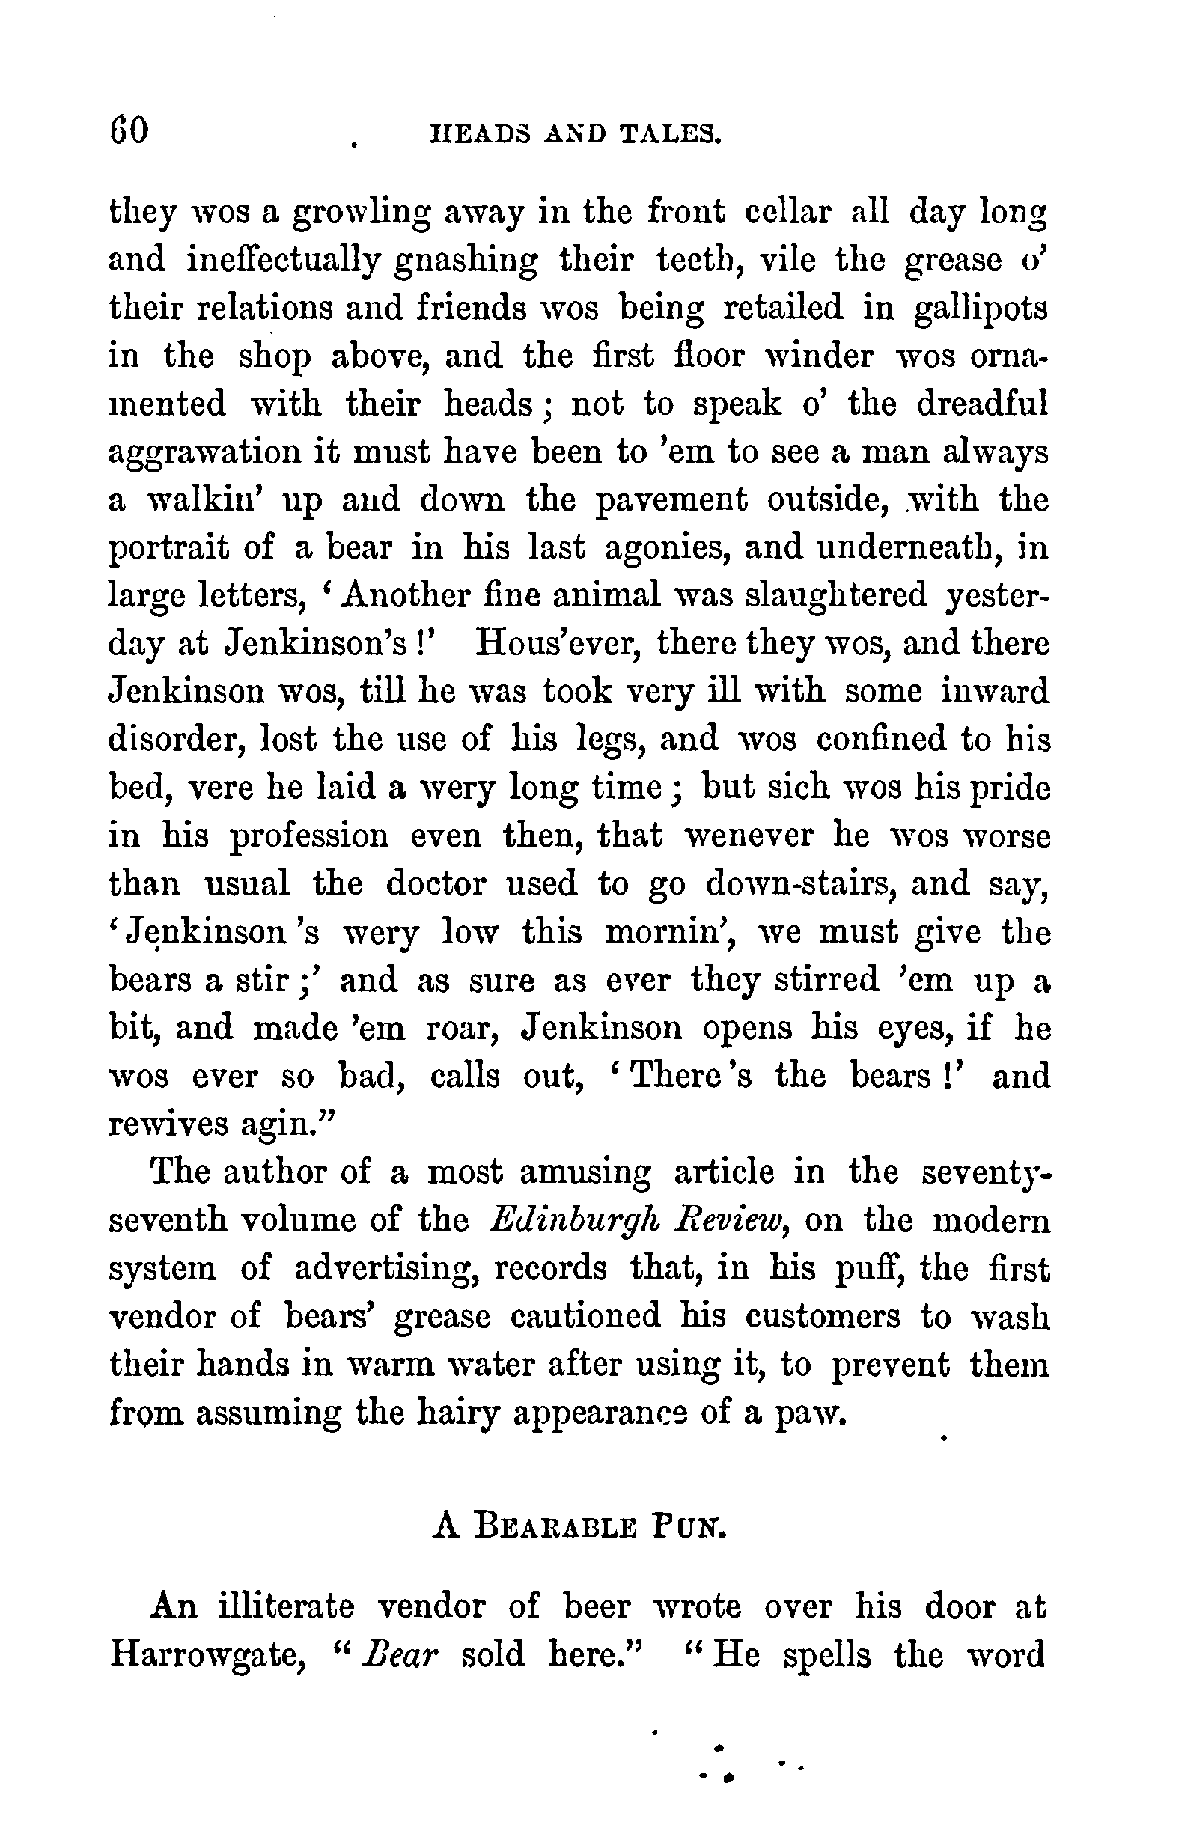 60 HEADS AND TALES.
they wos a growling away in the front cellar all day long
and ineffectually gnashing their teeth, vile the grease o'
their relations and friends wos being retailed in gallipots
in the shop above, and the first floor winder wos orna-
mented with their heads; not to speak o' the dreadful
aggrawation it must have been to 'em to see a man always
a walkin' up and down the pavement outside, with the
portrait of a bear in his last agonies, and underneath, in
large letters, 'Another fine animal was slaughtered yester-
day at Jenkinson's!' Hous'ever, there they wos, and there
Jenkinson wos, till he was took very ill with some inward
disorder, lost the use of his legs, and wos confined to his
bed, vere he laid a wery long time; but sich wos his pride
in his profession even then, that wenever he wos worse
than usual the doctor used to go down-stairs, and say,
'Jenkinson 's wery low this mornin', we must give the
bears a stir;' and as sure as ever they stirred 'em up a
bit, and made 'em roar, Jenkinson opens his eyes, if he
wos ever so bad, calls out, 'There 's the bears!' and
rewives agin."
The author of a most amusing article in the seventy-
seventh volume of the Edinburgh Review, on the modern
system of advertising, records that, in his puff, the first
vendor of bears' grease cautioned his customers to wash
their hands in warm water after using it, to prevent them
from assuming the hairy appearance of a paw.
A BEARABLE PUN.
An illiterate vendor of beer wrote over his door at
Harrowgate, "Bear sold here." "He spells the word